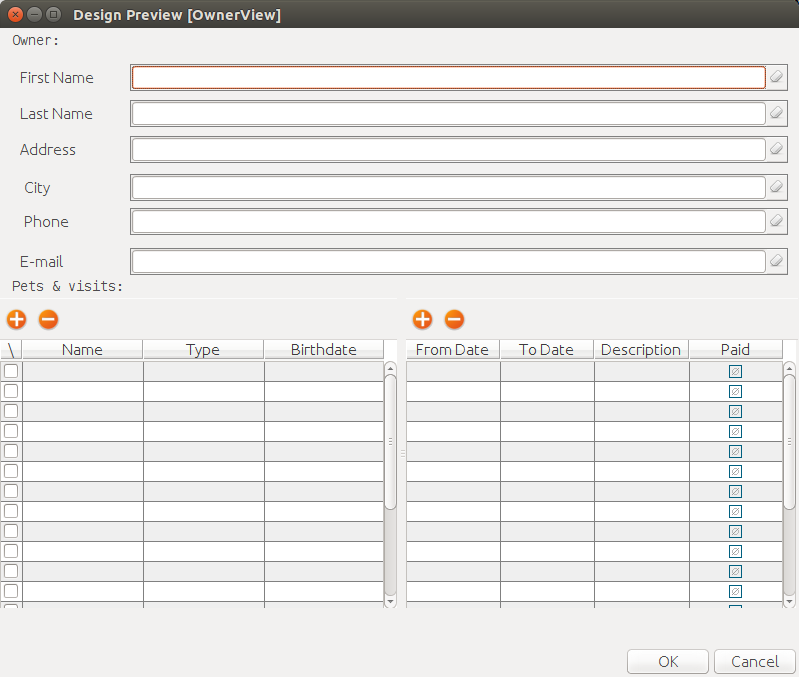 Design Preview [OwnerView]
Owner:
First Name
Last Name
Address
City
Phone
E-mail
Pets & visits:
\ Name Type Birthdate From Date To Date Description Paid
OK Cancel